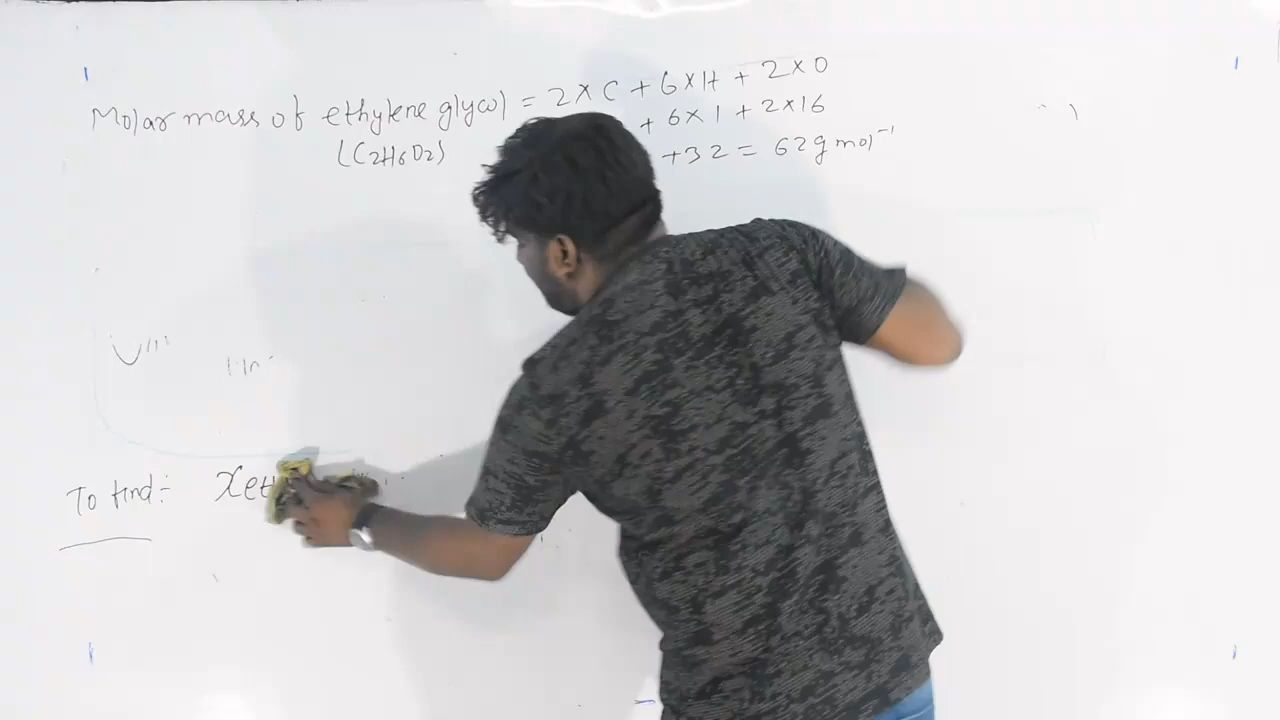 Molar mass of ethylene glycol = 2 × C + 6 × H + 2 × O
(C2H6O2) + 6 × 1 + 2 × 16
+ 32 = 62 g mol⁻¹
To find :- xet